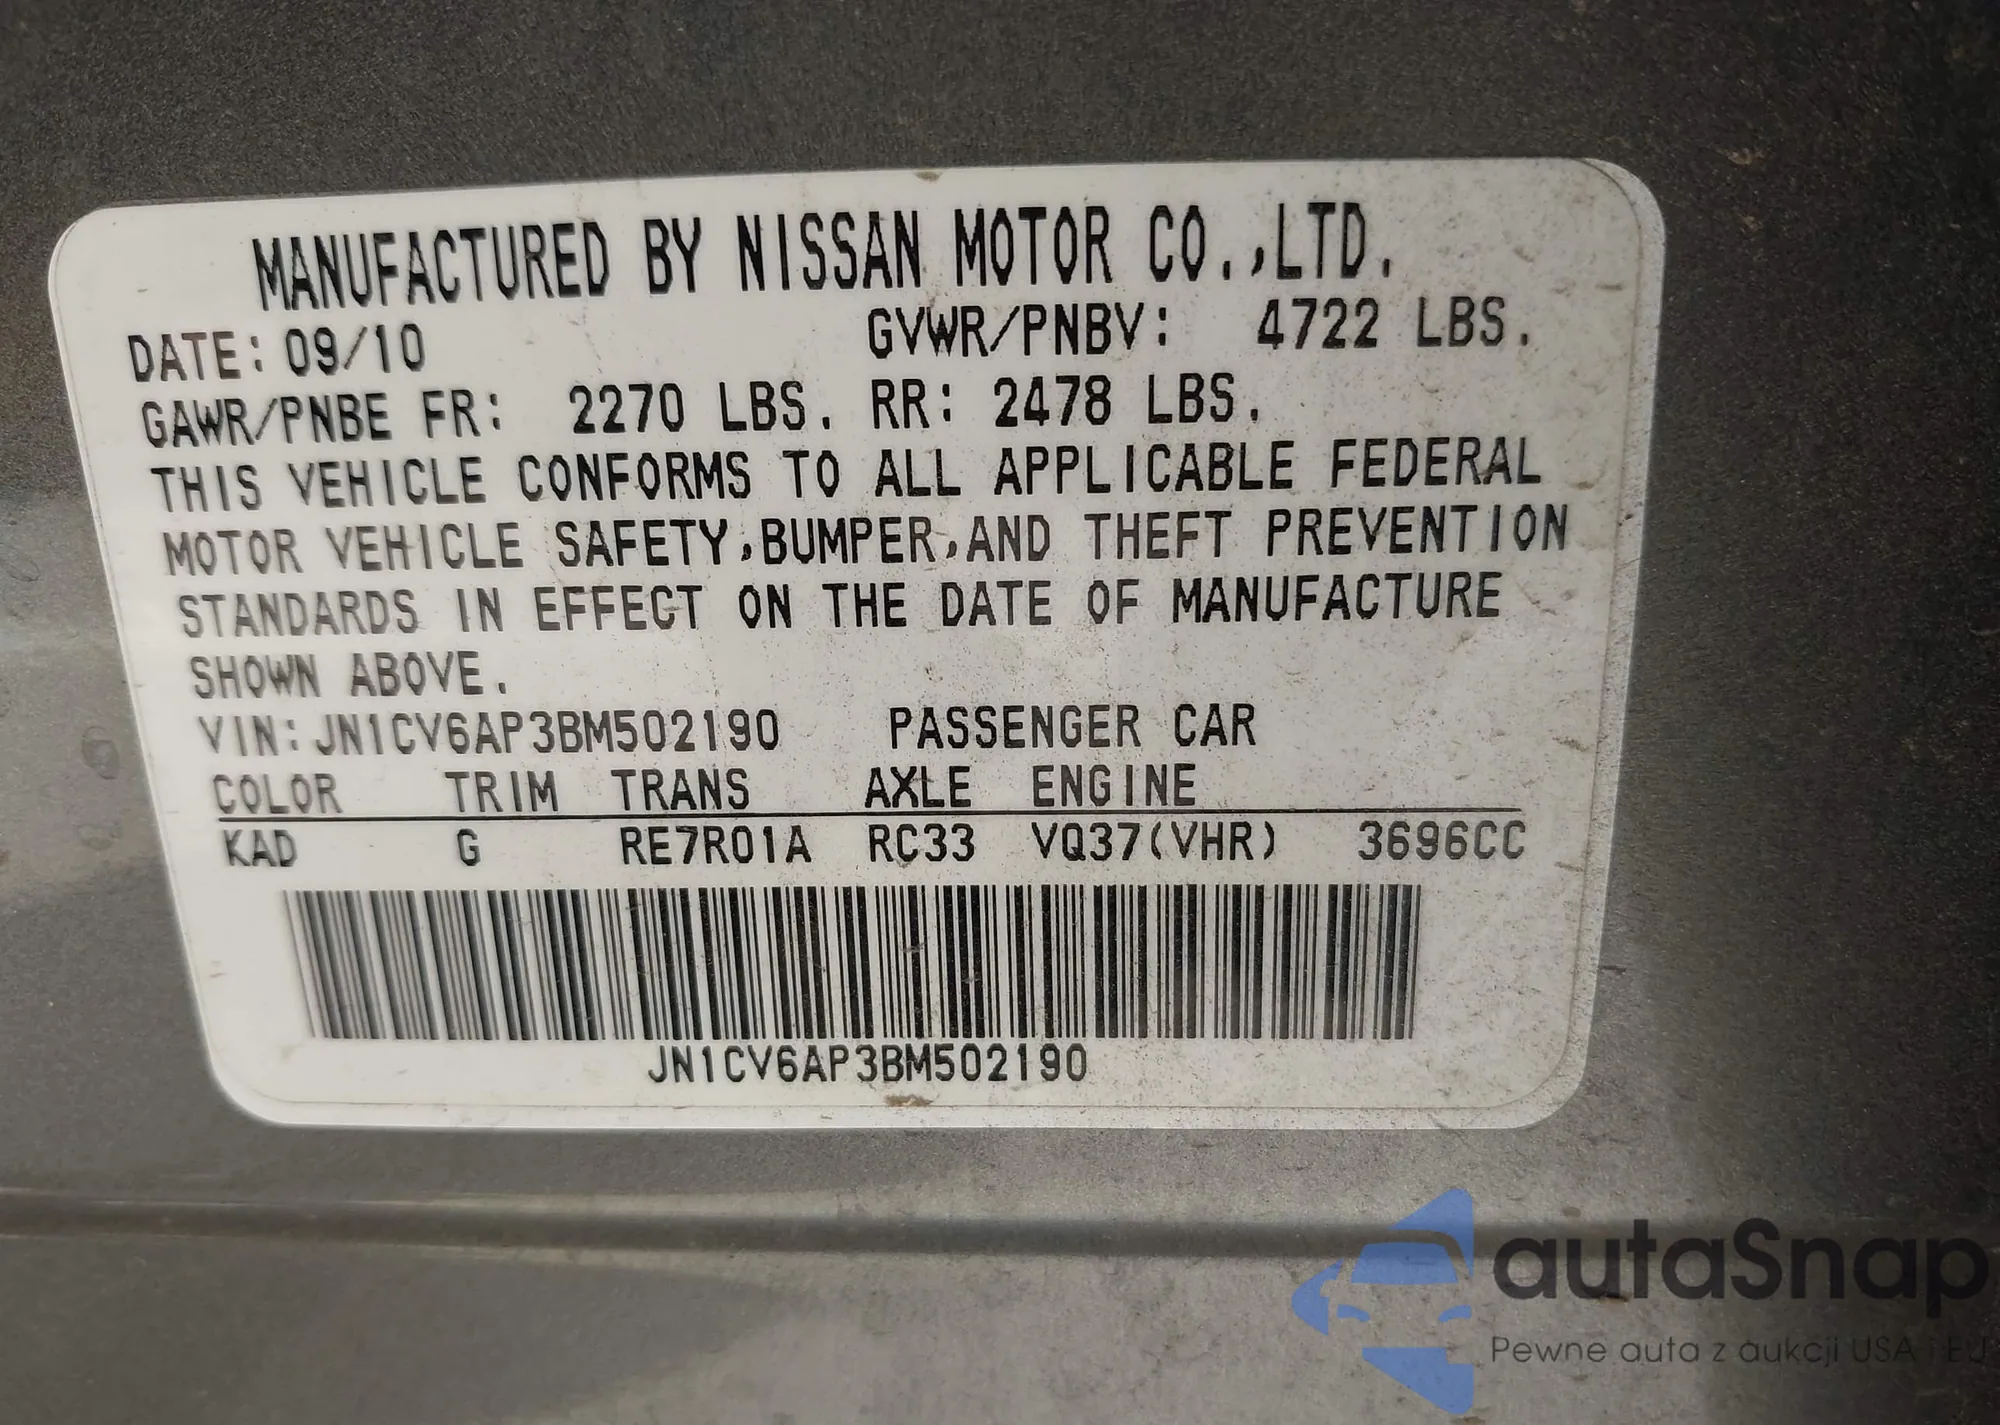 MANUFACTURED BY NISSAN MOTOR CO.,LTD.
DATE: 09/10 GVWR/PNBV: 4722 LBS.
GAWR/PNBE FR: 2270 LBS. RR: 2478 LBS.
THIS VEHICLE CONFORMS TO ALL APPLICABLE FEDERAL
MOTOR VEHICLE SAFETY,BUMPER,AND THEFT PREVENTION
STANDARDS IN EFFECT ON THE DATE OF MANUFACTURE
SHOWN ABOVE.
VIN:JN1CV6AP3BM502190 PASSENGER CAR
COLOR TRIM TRANS AXLE ENGINE
KAD G RE7R01A RC33 VQ37(VHR) 3696CC
JN1CV6AP3BM502190
autaSnap
Pewne auta z aukcji USA i EU